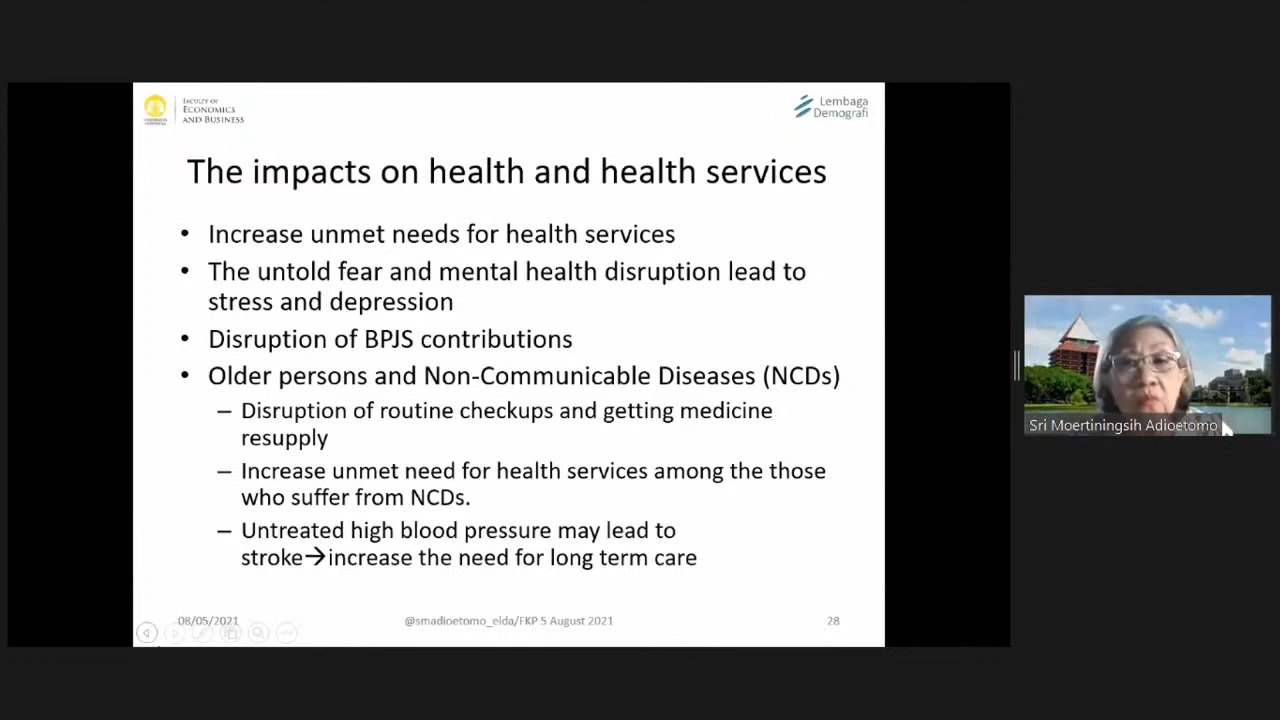 FACULTY OF
ECONOMICS
AND BUSINESS
Lembaga
Demografi
The impacts on health and health services
• Increase unmet needs for health services
• The untold fear and mental health disruption lead to
stress and depression
• Disruption of BPJS contributions
• Older persons and Non-Communicable Diseases (NCDs)
– Disruption of routine checkups and getting medicine
resupply
– Increase unmet need for health services among the those
who suffer from NCDs.
– Untreated high blood pressure may lead to
stroke→increase the need for long term care
08/05/2021
@smadioetomo_elda/FKP 5 August 2021
28
Sri Moertiningsih Adioetomo